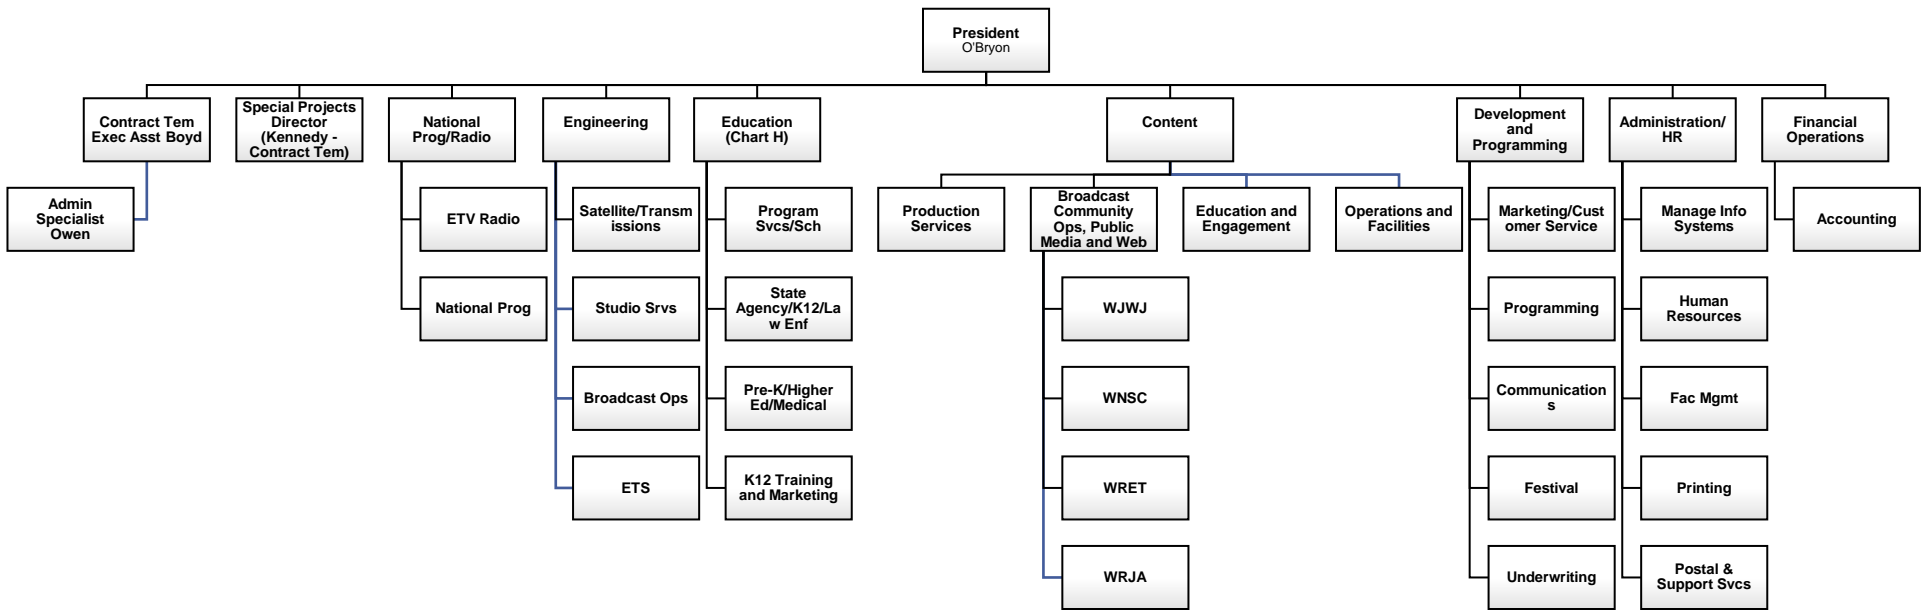 President
O'Bryon
Contract Tem
Exec Asst Boyd
Special Projects
Director
(Kennedy -
Contract Tem)
National
Prog/Radio
Engineering
Education
(Chart H)
Content
Development
and
Programming
Administration/
HR
Financial
Operations
Admin
Specialist
Owen
ETV Radio
National Prog
Satellite/Transm
issions
Studio Srvs
Broadcast Ops
ETS
Program
Svcs/Sch
State
Agency/K12/La
w Enf
Pre-K/Higher
Ed/Medical
K12 Training
and Marketing
Production
Services
Broadcast
Community
Ops, Public
Media and Web
Education and
Engagement
Operations and
Facilities
WJWJ
WNSC
WRET
WRJA
Marketing/Cust
omer Service
Programming
Communication
s
Festival
Underwriting
Manage Info
Systems
Human
Resources
Fac Mgmt
Printing
Postal &
Support Svcs
Accounting